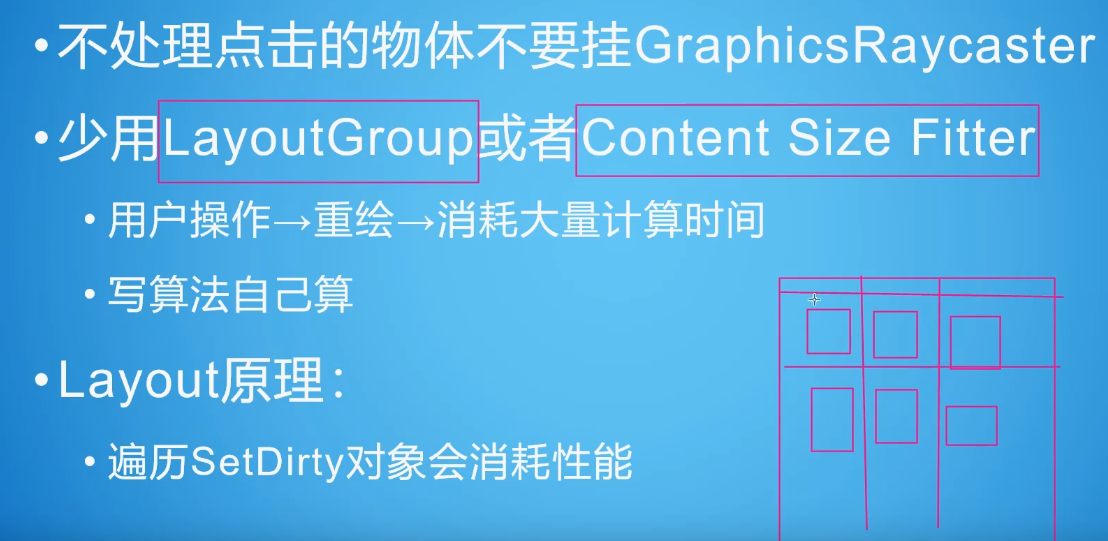 •不处理点击的物体不要挂GraphicsRaycaster
•少用LayoutGroup或者Content Size Fitter
•用户操作→重绘→消耗大量计算时间
•写算法自己算
•Layout原理：
•遍历SetDirty对象会消耗性能